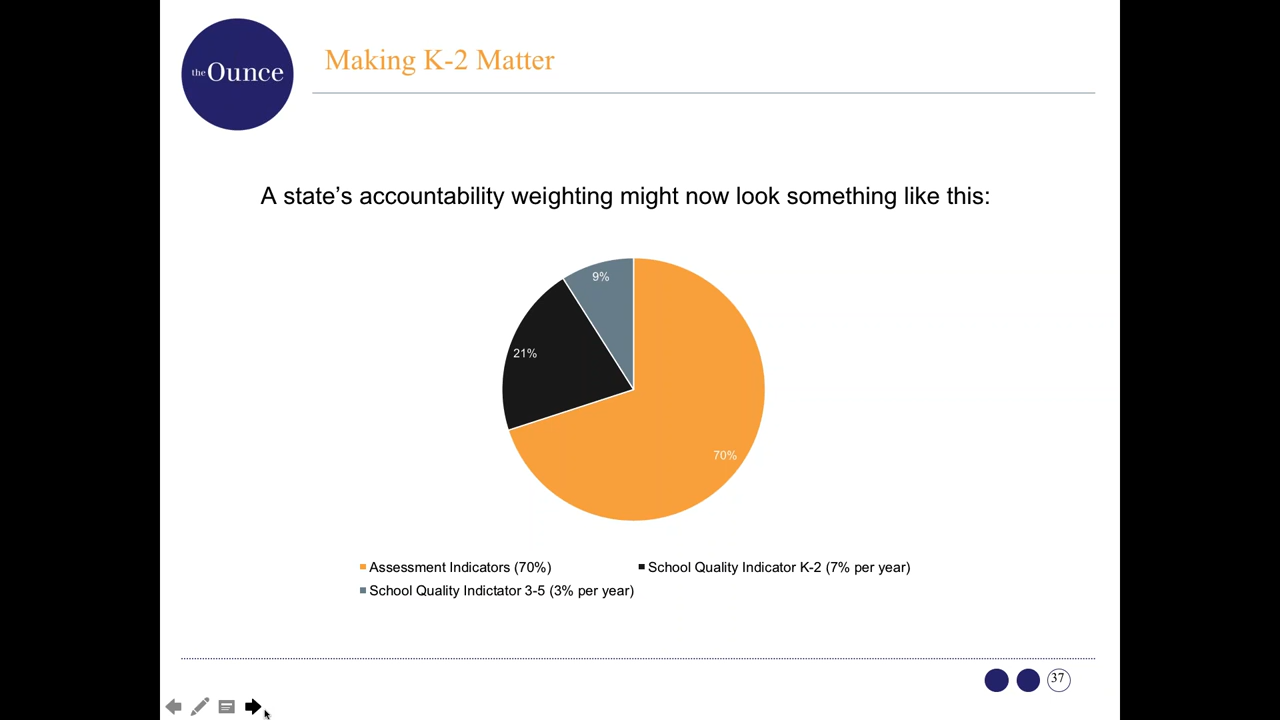 the Ounce
Making K-2 Matter
A state's accountability weighting might now look something like this:
9%
21%
70%
Assessment Indicators (70%)
School Quality Indicator K-2 (7% per year)
School Quality Indictator 3-5 (3% per year)
37